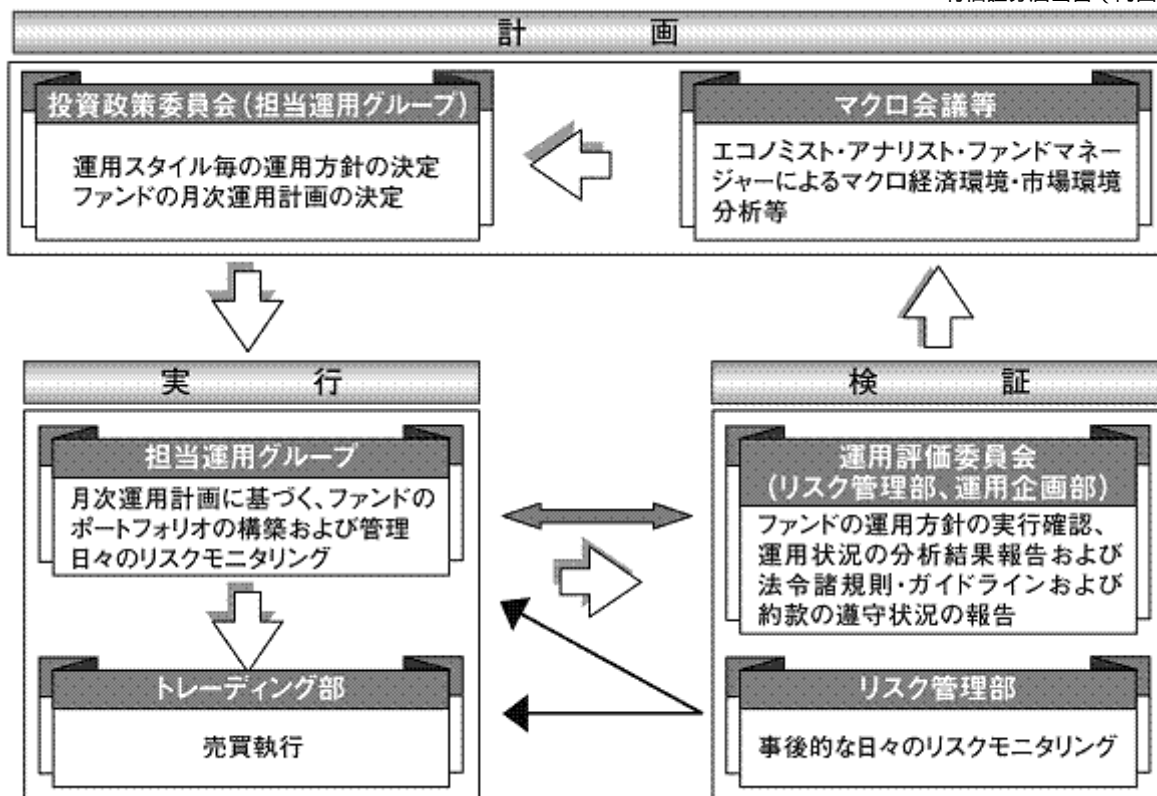 計 画
投資政策委員会(担当運用グループ)
運用スタイル毎の運用方針の決定
ファンドの月次運用計画の決定
マクロ会議等
エコノミスト・アナリスト・ファンドマネー
ジャーによるマクロ経済環境・市場環境
分析等
実 行
担当運用グループ
月次運用計画に基づく、ファンドの
ポートフォリオの構築および管理
日々のリスクモニタリング
トレーディング部
売買執行
検 証
運用評価委員会
(リスク管理部、運用企画部)
ファンドの運用方針の実行確認、
運用状況の分析結果報告および
法令諸規則・ガイドラインおよび
約款の遵守状況の報告
リスク管理部
事後的な日々のリスクモニタリング